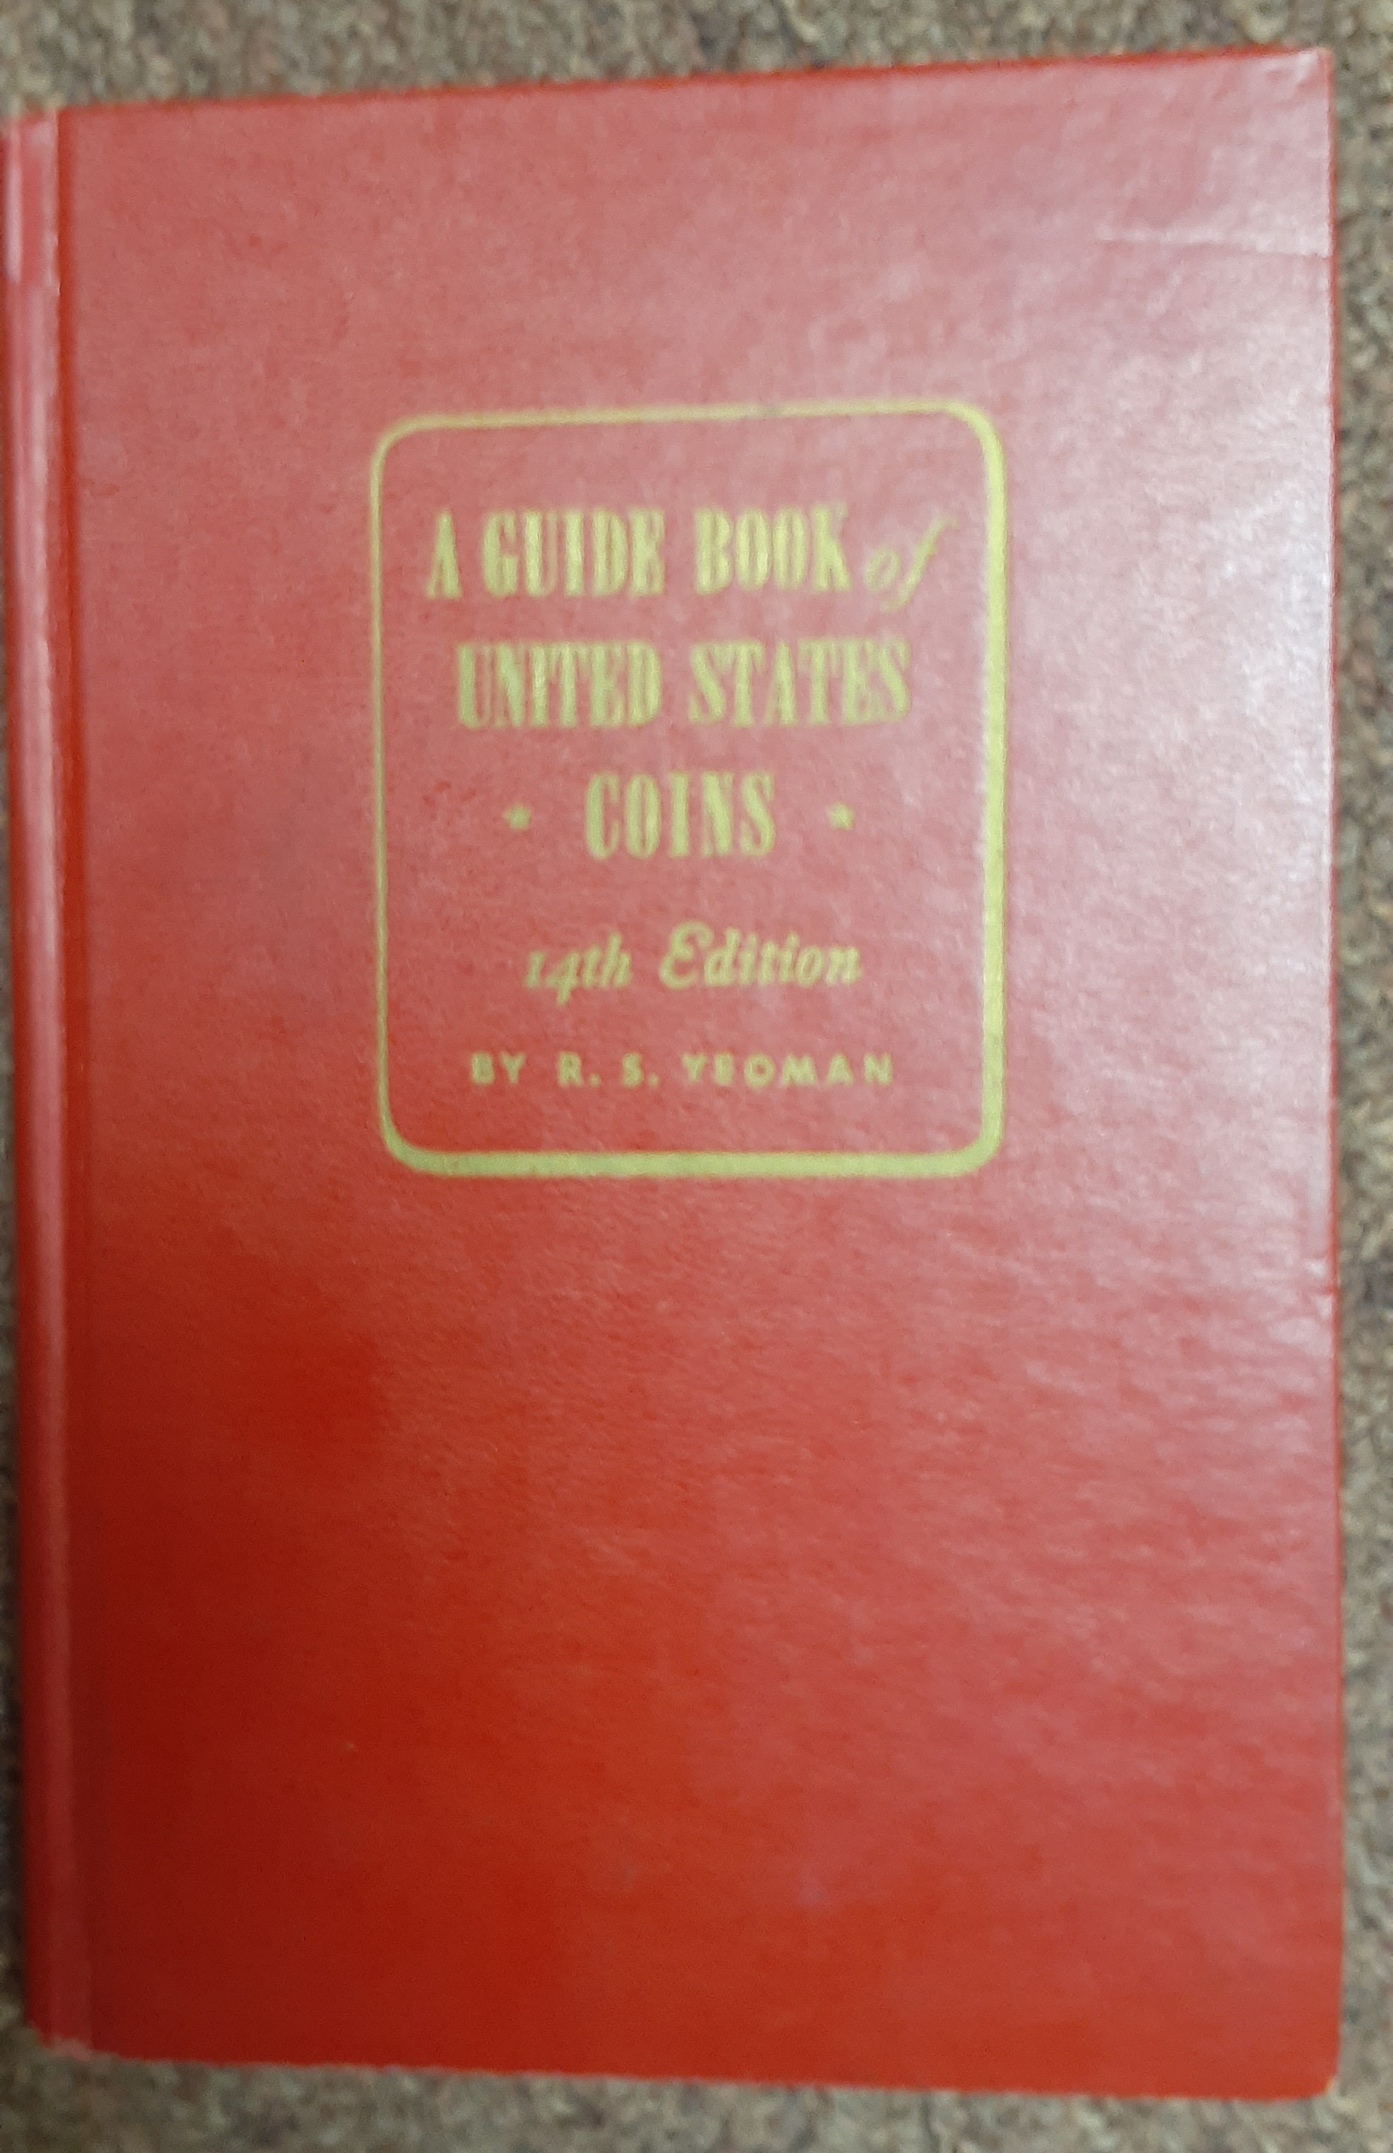 A GUIDE BOOK of
UNITED STATES
★ COINS ★
14th Edition
BY R. S. YEOMAN